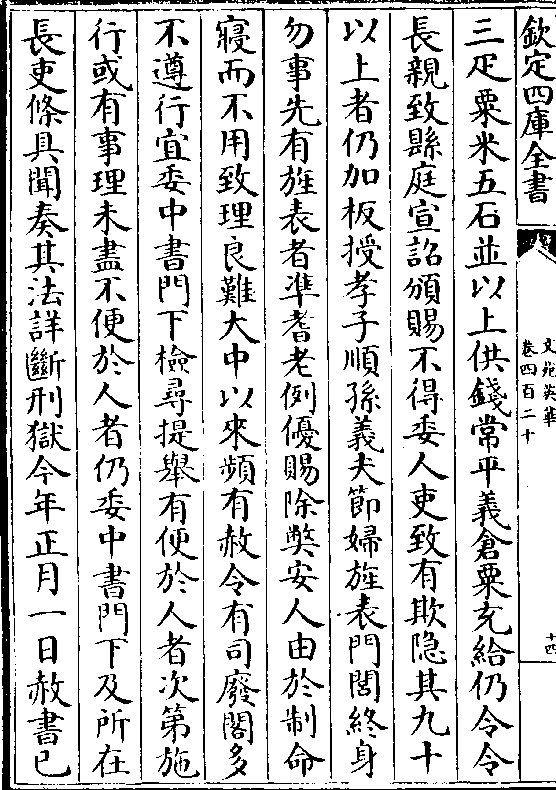 欽定四庫全書
文苑英華
卷四百二十
十四
三疋粟米五石並以上供錢常平義倉粟充給仍令令
長親致縣庭宣詔頒賜不得委人吏致有欺隐其九十
以上者仍加板授孝子順孫義夫節婦旌表門閭終身
勿事先有旌表者凖耆老例優賜除弊安人由於制命
寢而不用致理良難大中以來頻有赦令有司廢閣多
不遵行宜委中書門下檢尋提舉有便於人者次第施
行或有事理未盡不便於人者仍委中書門下及所在
長吏條具聞奏其法詳斷刑獄今年正月一日赦書已